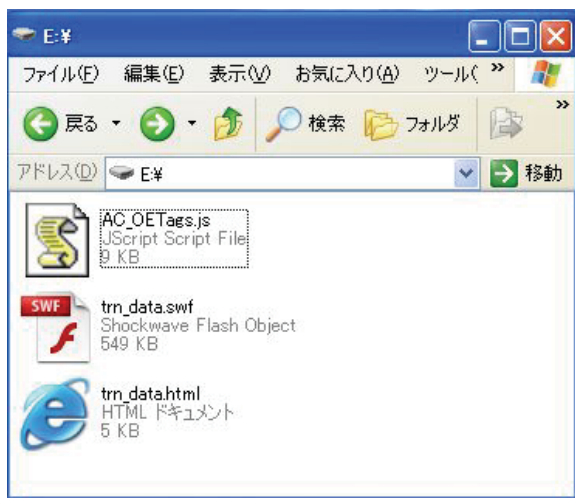 E:¥
ファイル(F) 編集(E) 表示(V) お気に入り(A) ツール( »
戻る 検索 フォルダ »
アドレス(D) E:¥ 移動
AC_OETags.js
JScript Script File
9 KB
SWF
trn_data.swf
Shockwave Flash Object
549 KB
trn_data.html
HTML ドキュメント
5 KB